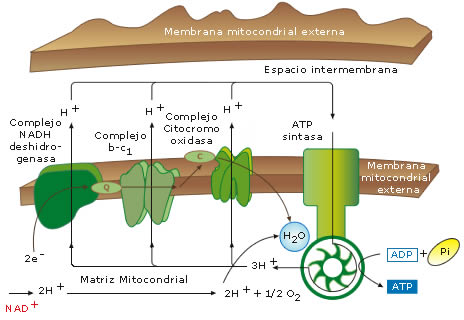 Membrana mitocondrial externa
Espacio intermembrana
Complejo
NADH
deshidro-
genasa
H +
Complejo
b-c1
H +
Complejo
Citocromo
oxidasa
H +
ATP
sintasa
Membrana
mitocondrial
externa
Q
C
H2O
2e-
Matriz Mitocondrial
3H +
ADP + Pi
ATP
NAD+
2H +
2H + + 1/2 O2